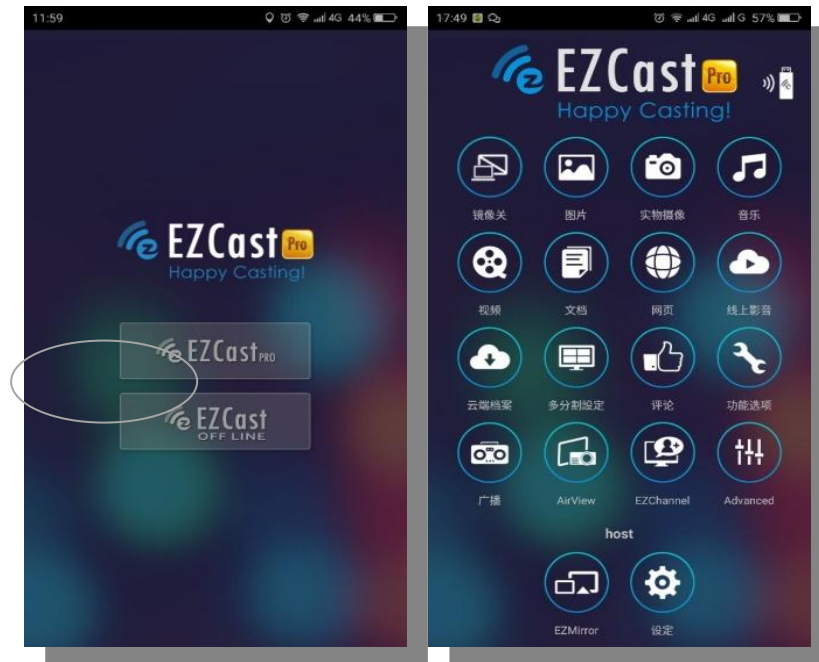 11:59
4G 44%
EZCast Pro
Happy Casting!
EZCast PRO
EZCast
OFF LINE
17:49
4G G 57%
EZCast Pro
Happy Casting!
镜像关 图片 实物摄像 音乐
视频 文档 网页 线上影音
云端档案 多分割設定 评论 功能选项
广播 AirView EZChannel Advanced
host
EZMirror 设定